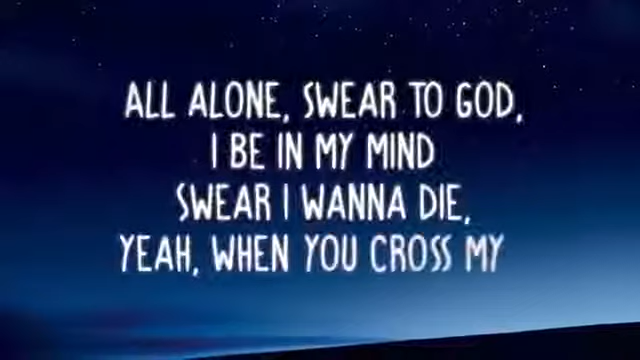 ALL ALONE, SWEAR TO GOD,
I BE IN MY MIND
SWEAR I WANNA DIE,
YEAH, WHEN YOU CROSS MY